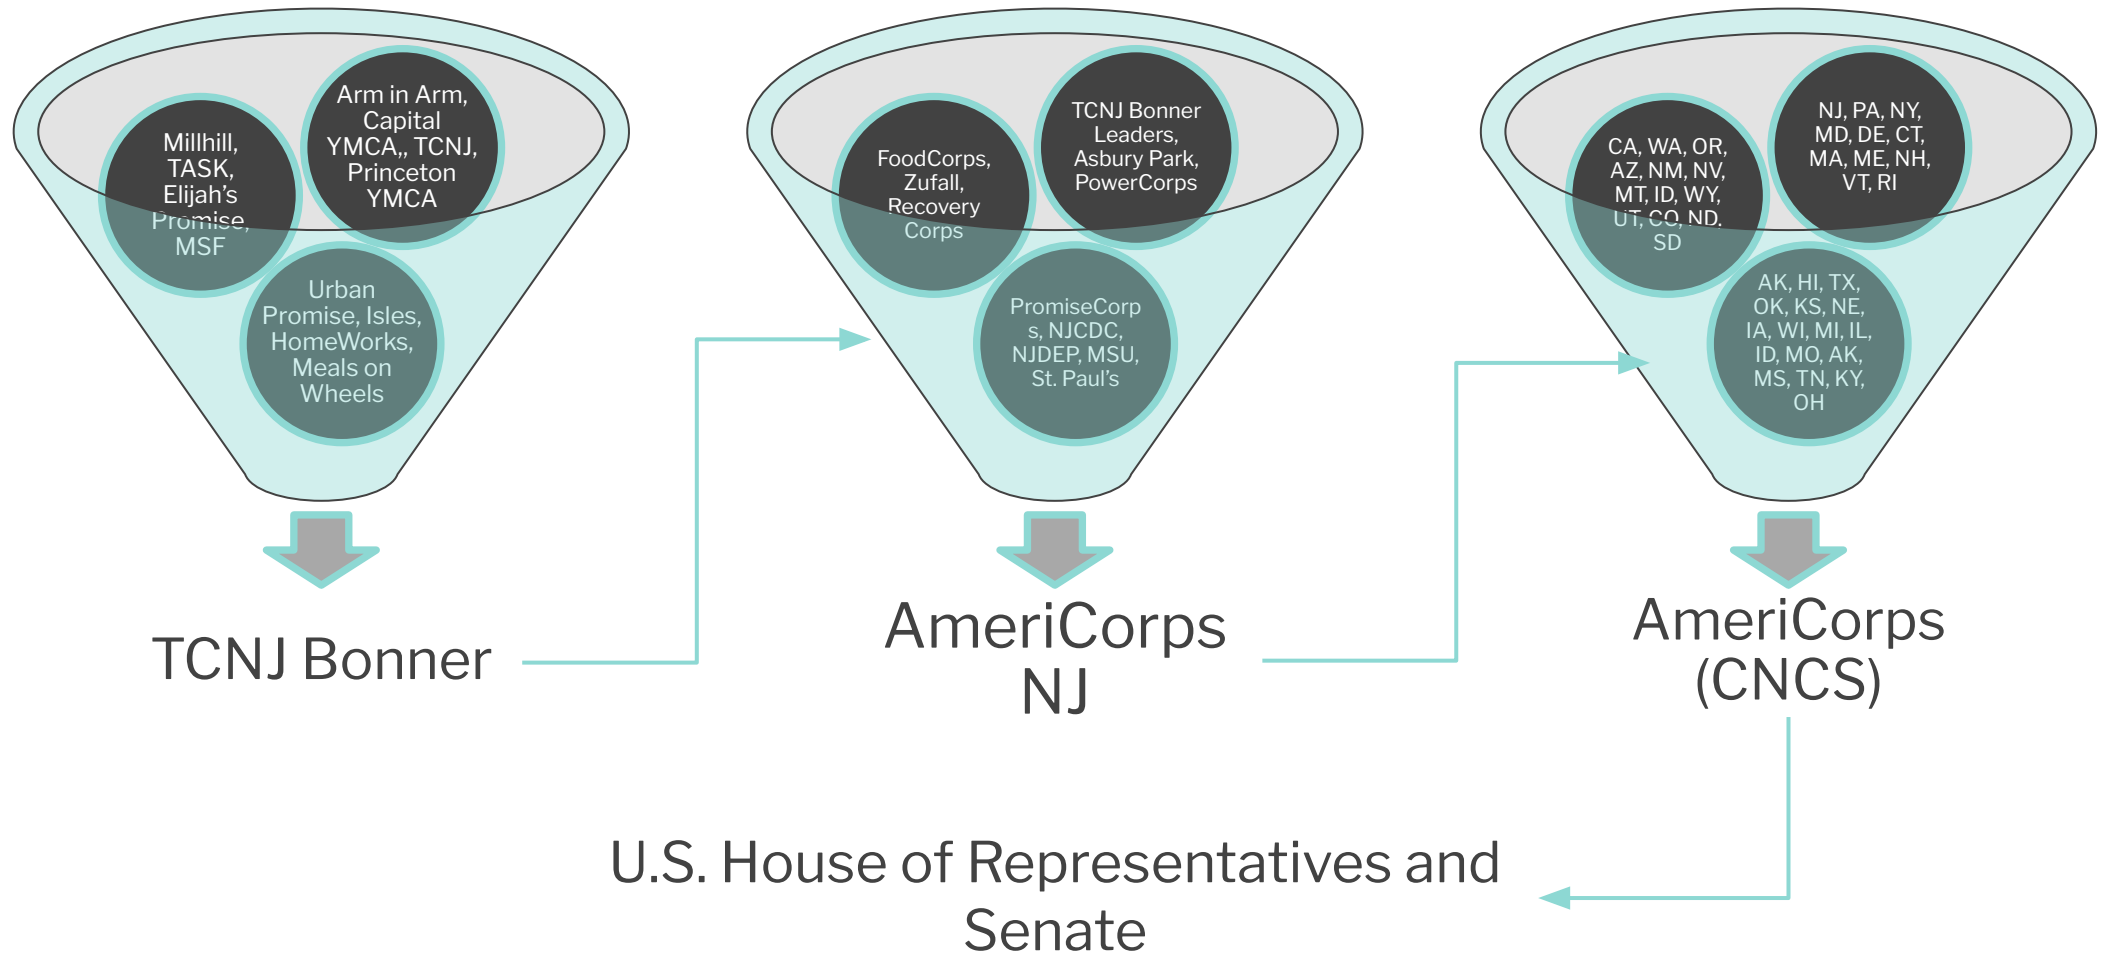 Millhill,
TASK,
Elijah’s
Promise,
MSF
Arm in Arm,
Capital
YMCA,, TCNJ,
Princeton
YMCA
Urban
Promise, Isles,
HomeWorks,
Meals on
Wheels
TCNJ Bonner
FoodCorps,
Zufall,
Recovery
Corps
TCNJ Bonner
Leaders,
Asbury Park,
PowerCorps
PromiseCorp
s, NJCDC,
NJDEP, MSU,
St. Paul’s
AmeriCorps
NJ
CA, WA, OR,
AZ, NM, NV,
MT, ID, WY,
UT, CO, ND,
SD
NJ, PA, NY,
MD, DE, CT,
MA, ME, NH,
VT, RI
AK, HI, TX,
OK, KS, NE,
IA, WI, MI, IL,
ID, MO, AK,
MS, TN, KY,
OH
AmeriCorps
(CNCS)
U.S. House of Representatives and
Senate